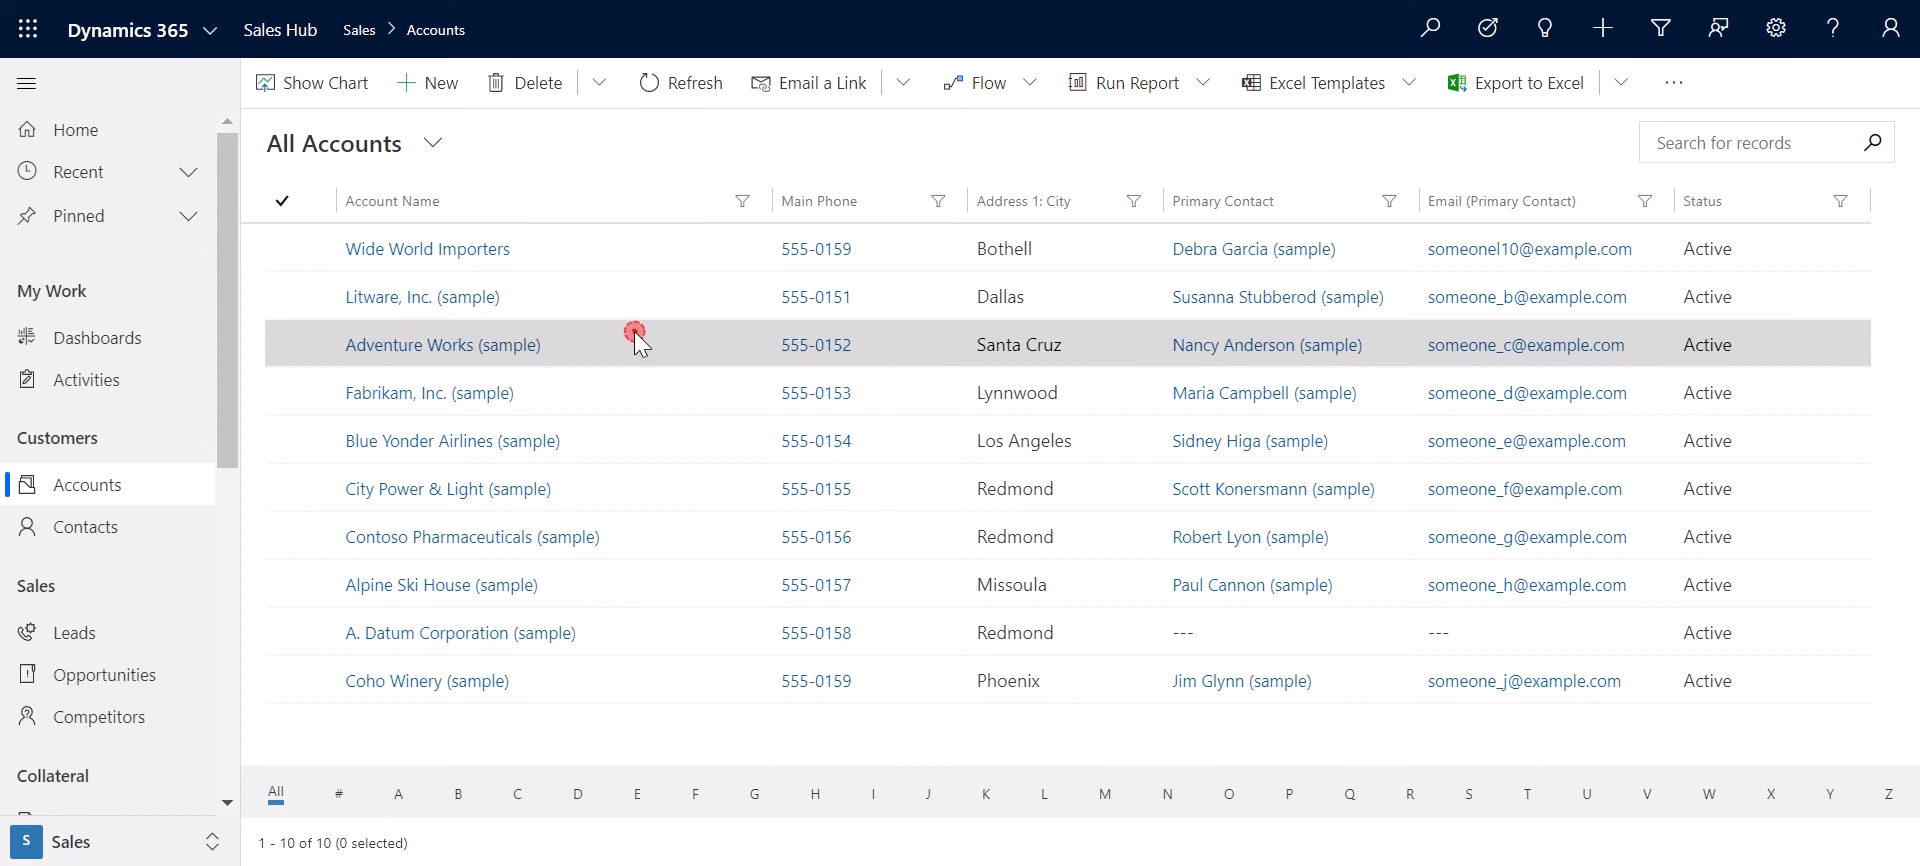 Dynamics 365 Sales Hub Sales > Accounts
Show Chart New Delete Refresh Email a Link Flow Run Report Excel Templates Export to Excel
Home
Recent
Pinned
My Work
Dashboards
Activities
Customers
Accounts
Contacts
Sales
Leads
Opportunities
Competitors
Collateral
S Sales
All Accounts
Search for records
Account Name Main Phone Address 1: City Primary Contact Email (Primary Contact) Status
Wide World Importers 555-0159 Bothell Debra Garcia (sample) someonel10@example.com Active
Litware, Inc. (sample) 555-0151 Dallas Susanna Stubberod (sample) someone_b@example.com Active
Adventure Works (sample) 555-0152 Santa Cruz Nancy Anderson (sample) someone_c@example.com Active
Fabrikam, Inc. (sample) 555-0153 Lynnwood Maria Campbell (sample) someone_d@example.com Active
Blue Yonder Airlines (sample) 555-0154 Los Angeles Sidney Higa (sample) someone_e@example.com Active
City Power & Light (sample) 555-0155 Redmond Scott Konersmann (sample) someone_f@example.com Active
Contoso Pharmaceuticals (sample) 555-0156 Redmond Robert Lyon (sample) someone_g@example.com Active
Alpine Ski House (sample) 555-0157 Missoula Paul Cannon (sample) someone_h@example.com Active
A. Datum Corporation (sample) 555-0158 Redmond --- --- Active
Coho Winery (sample) 555-0159 Phoenix Jim Glynn (sample) someone_j@example.com Active
All # A B C D E F G H I J K L M N O P Q R S T U V W X Y Z
1 - 10 of 10 (0 selected)